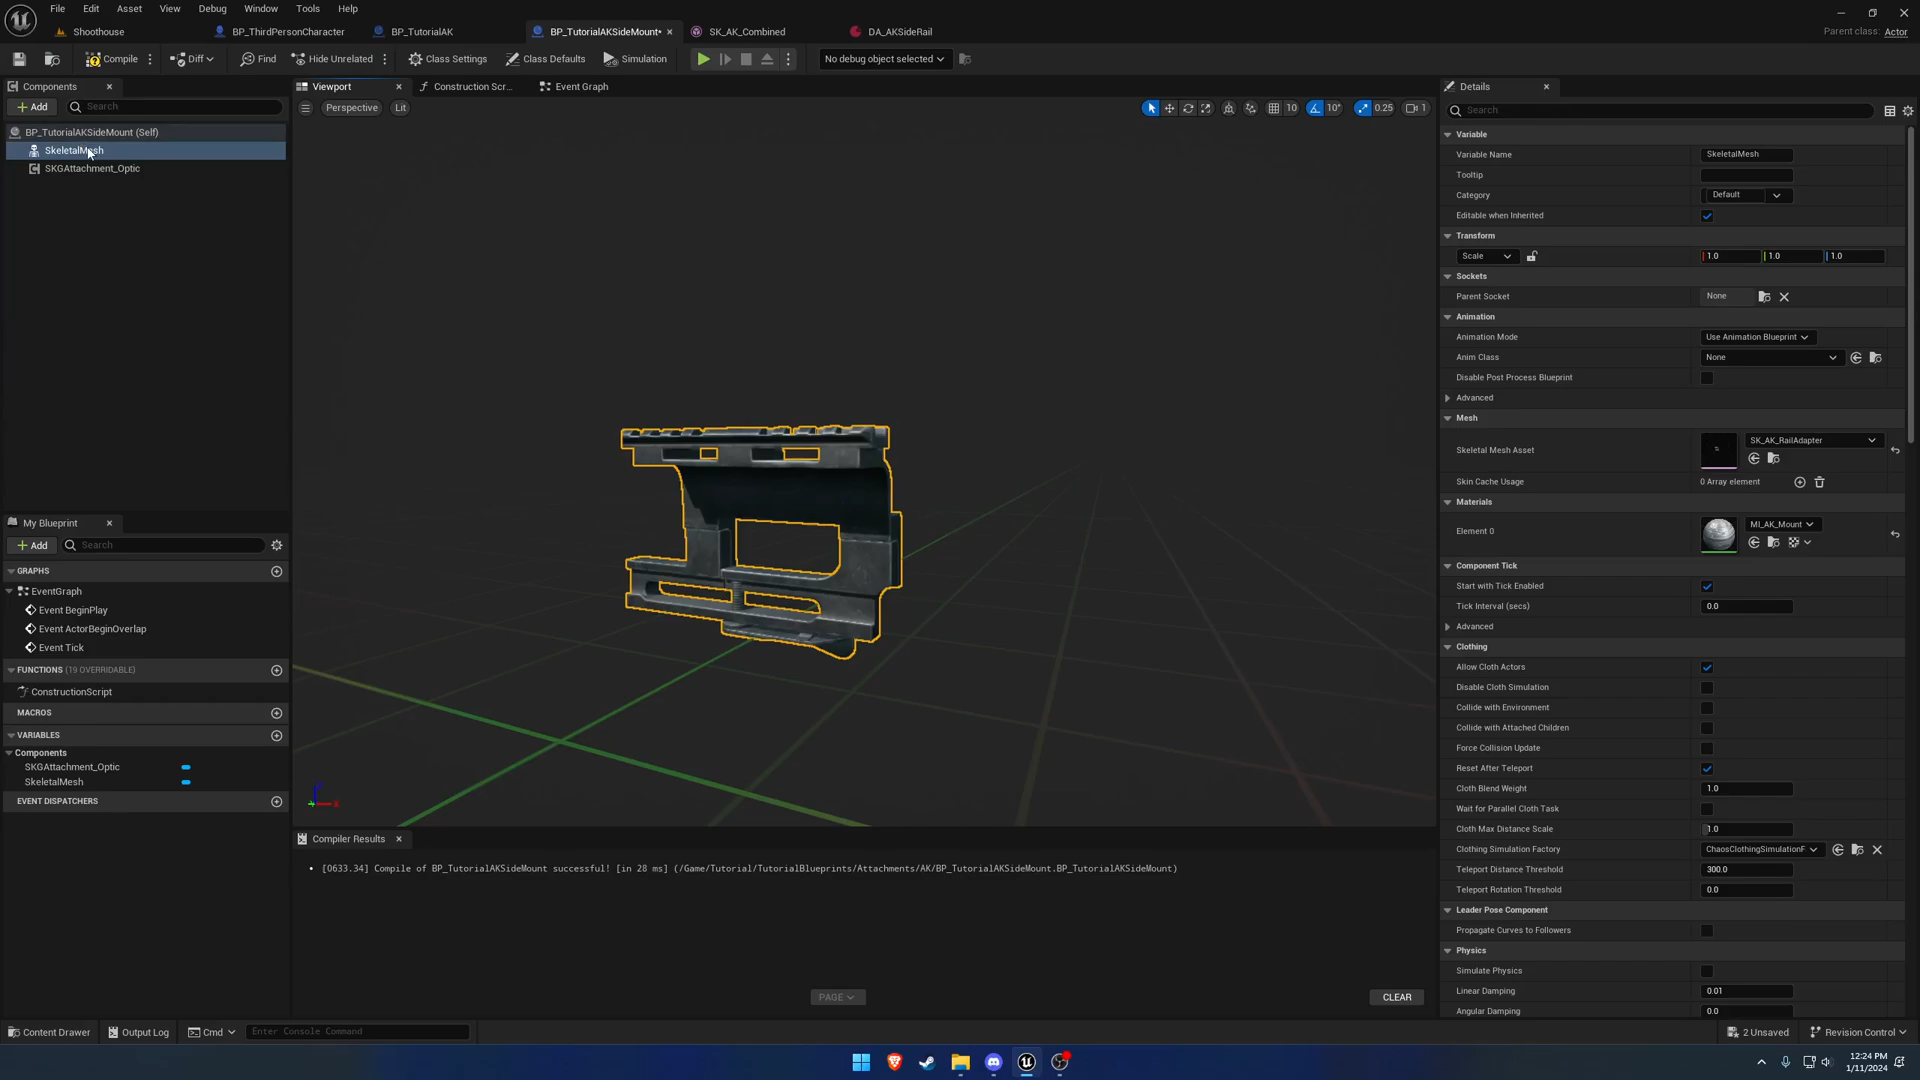 File Edit Asset View Debug Window Tools Help
Shoothouse BP_ThirdPersonCharacter BP_TutorialAK BP_TutorialAKSideMount* SK_AK_Combined DA_AKSideRail Parent class: Actor
Compile Diff Find Hide Unrelated Class Settings Class Defaults Simulation No debug object selected
Components
Add Search
BP_TutorialAKSideMount (Self)
SkeletalMesh
SKGAttachment_Optic
My Blueprint
Add Search
GRAPHS
EventGraph
Event BeginPlay
Event ActorBeginOverlap
Event Tick
FUNCTIONS (19 OVERRIDABLE)
ConstructionScript
MACROS
VARIABLES
Components
SKGAttachment_Optic
SkeletalMesh
EVENT DISPATCHERS
Viewport Construction Scr... Event Graph
Perspective Lit 10 10° 0.25 1
Compiler Results
[0633.34] Compile of BP_TutorialAKSideMount successful! [in 28 ms] (/Game/Tutorial/TutorialBlueprints/Attachments/AK/BP_TutorialAKSideMount.BP_TutorialAKSideMount)
PAGE CLEAR
Details
Search
Variable
Variable Name SkeletalMesh
Tooltip
Category Default
Editable when Inherited
Transform
Scale 1.0 1.0 1.0
Sockets
Parent Socket None
Animation
Animation Mode Use Animation Blueprint
Anim Class None
Disable Post Process Blueprint
Advanced
Mesh
Skeletal Mesh Asset SK_AK_RailAdapter
Skin Cache Usage 0 Array element
Materials
Element 0 MI_AK_Mount
Component Tick
Start with Tick Enabled
Tick Interval (secs) 0.0
Advanced
Clothing
Allow Cloth Actors
Disable Cloth Simulation
Collide with Environment
Collide with Attached Children
Force Collision Update
Reset After Teleport
Cloth Blend Weight 1.0
Wait for Parallel Cloth Task
Cloth Max Distance Scale 1.0
Clothing Simulation Factory ChaosClothingSimulationF
Teleport Distance Threshold 300.0
Teleport Rotation Threshold 0.0
Leader Pose Component
Propagate Curves to Followers
Physics
Simulate Physics
Linear Damping 0.01
Angular Damping 0.0
Content Drawer Output Log Cmd Enter Console Command 2 Unsaved Revision Control
12:24 PM
1/11/2024